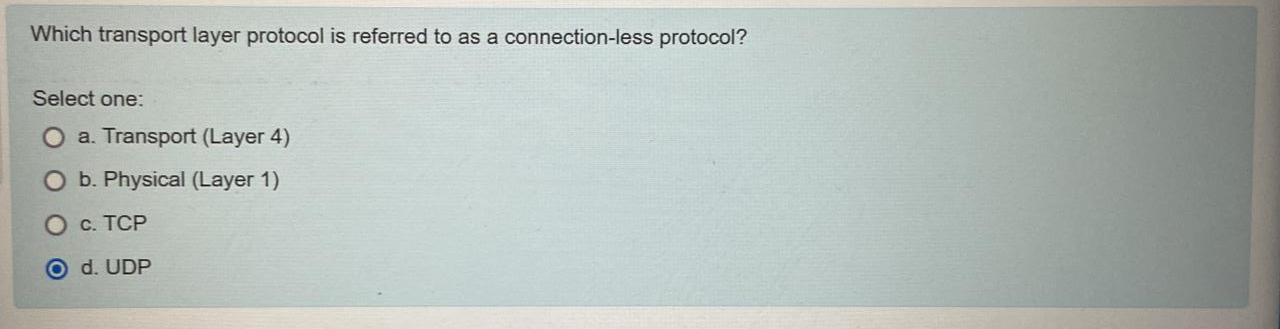 Which transport layer protocol is referred to as a connection-less protocol?
Select one:
a. Transport (Layer 4)
b. Physical (Layer 1)
c. TCP
d. UDP